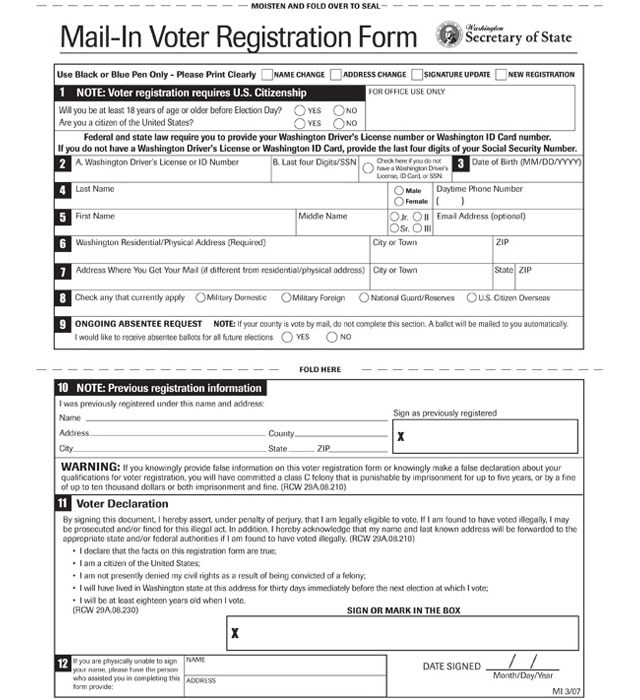 MOISTEN AND FOLD OVER TO SEAL
Mail-In Voter Registration Form
Washington
Secretary of State
Use Black or Blue Pen Only - Please Print Clearly NAME CHANGE ADDRESS CHANGE SIGNATURE UPDATE NEW REGISTRATION
1 NOTE: Voter registration requires U.S. Citizenship
FOR OFFICE USE ONLY
Will you be at least 18 years of age or older before Election Day? YES NO
Are you a citizen of the United States? YES NO
Federal and state law require you to provide your Washington Driver's License number or Washington ID Card number.
If you do not have a Washington Driver's License or Washington ID Card, provide the last four digits of your Social Security Number.
2 A. Washington Driver's License or ID Number
B. Last four Digits/SSN
Check here if you do not
have a Washington Driver's
License, ID Card, or SSN.
3 Date of Birth (MM/DD/YYYY)
4 Last Name
Male
Female
Daytime Phone Number
( )
5 First Name
Middle Name
Jr. II
Sr. III
Email Address (optional)
6 Washington Residential/Physical Address (Required)
City or Town
ZIP
7 Address Where You Get Your Mail (if different from residential/physical address)
City or Town
State ZIP
8 Check any that currently apply Military Domestic Military Foreign National Guard/Reserves U.S. Citizen Overseas
9 ONGOING ABSENTEE REQUEST NOTE: If your county is vote by mail, do not complete this section. A ballot will be mailed to you automatically.
I would like to receive absentee ballots for all future elections YES NO
FOLD HERE
10 NOTE: Previous registration information
I was previously registered under this name and address:
Name
Address County
City State ZIP
Sign as previously registered
X
WARNING: If you knowingly provide false information on this voter registration form or knowingly make a false declaration about your
qualifications for voter registration, you will have committed a class C felony that is punishable by imprisonment for up to five years, or by a fine
of up to ten thousand dollars or both imprisonment and fine. (RCW 29A.08.210)
11 Voter Declaration
By signing this document, I hereby assert, under penalty of perjury, that I am legally eligible to vote. If I am found to have voted illegally, I may
be prosecuted and/or fined for this illegal act. In addition, I hereby acknowledge that my name and last known address will be forwarded to the
appropriate state and/or federal authorities if I am found to have voted illegally. (RCW 29A.08.210)
• I declare that the facts on this registration form are true;
• I am a citizen of the United States;
• I am not presently denied my civil rights as a result of being convicted of a felony;
• I will have lived in Washington state at this address for thirty days immediately before the next election at which I vote;
• I will be at least eighteen years old when I vote.
(RCW 29A.08.230)
SIGN OR MARK IN THE BOX
X
12 If you are physically unable to sign
your name, please have the person
who assisted you in completing this
form provide:
NAME
ADDRESS
DATE SIGNED / /
Month/Day/Year
MI 3/07